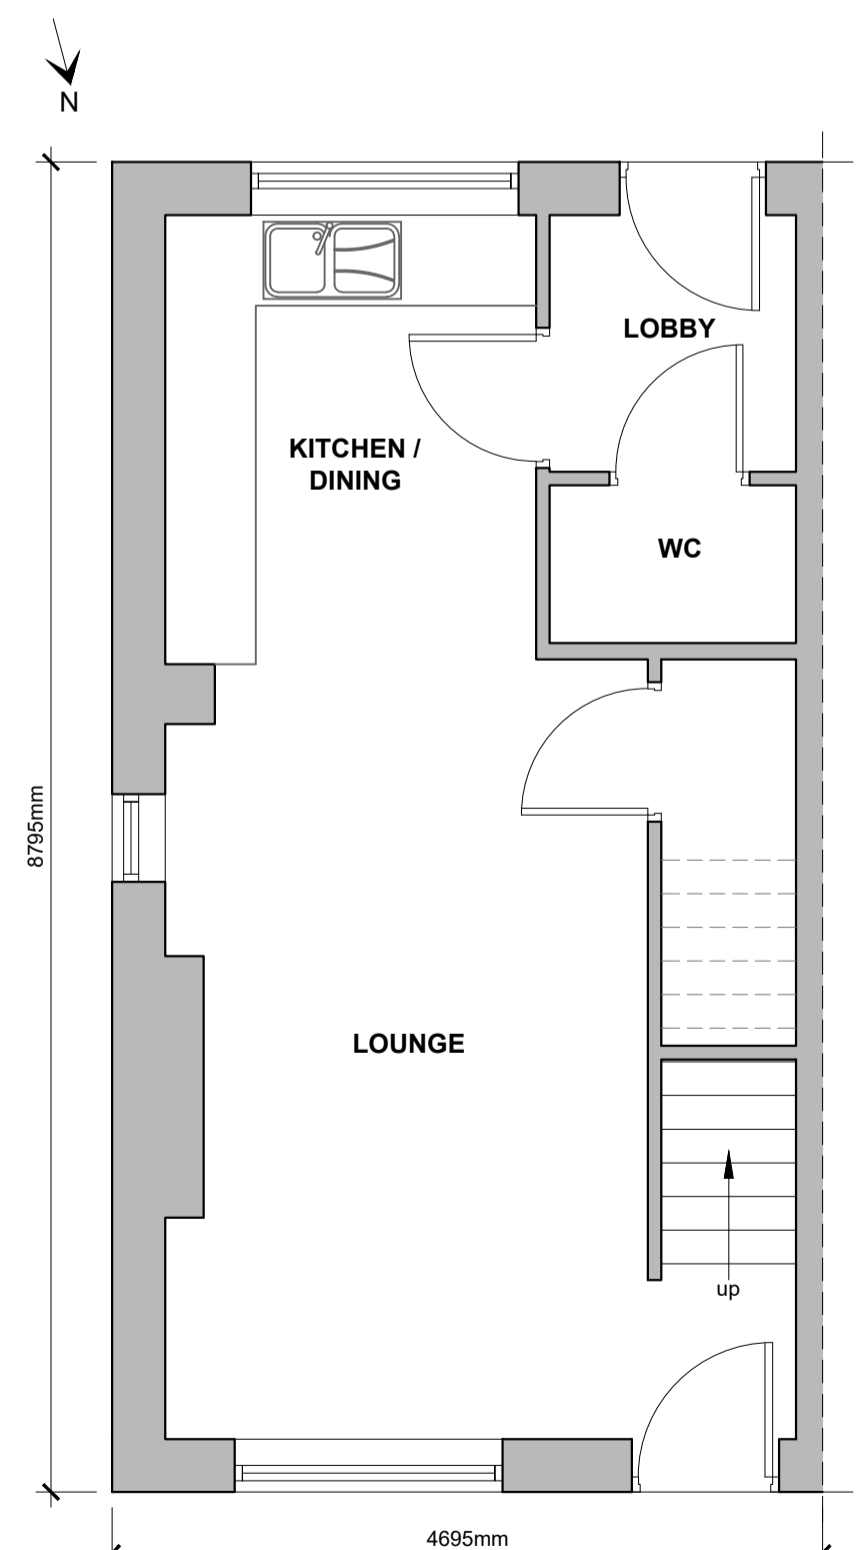 N
LOBBY
KITCHEN /
DINING
WC
8795mm
LOUNGE
up
4695mm